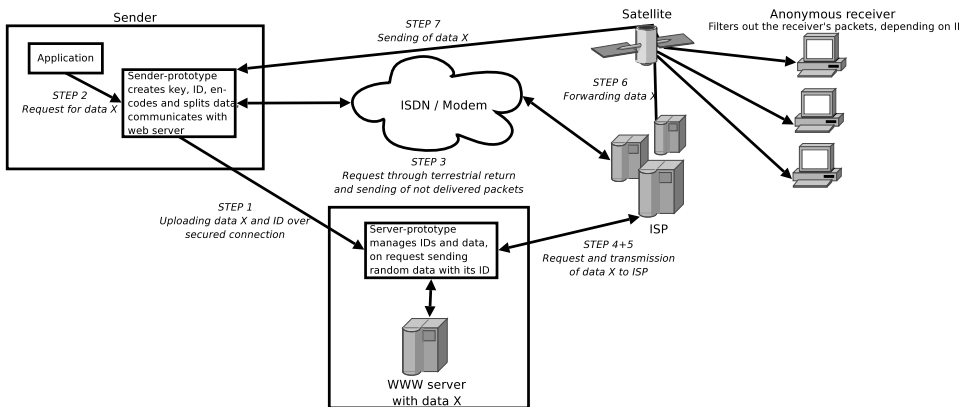 Sender
Application
STEP 2
Request for data X
Sender-prototype
creates key, ID, en-
codes and splits data,
communicates with
web server
STEP 7
Sending of data X
ISDN / Modem
STEP 3
Request through terrestrial return
and sending of not delivered packets
Satellite
STEP 6
Forwarding data X
Anonymous receiver
Filters out the receiver's packets, depending on
ISP
STEP 1
Uploading data X and ID over
secured connection
Server-prototype
manages IDs and data,
on request sending
random data with its ID
STEP 4+5
Request and transmission
of data X to ISP
WWW server
with data X